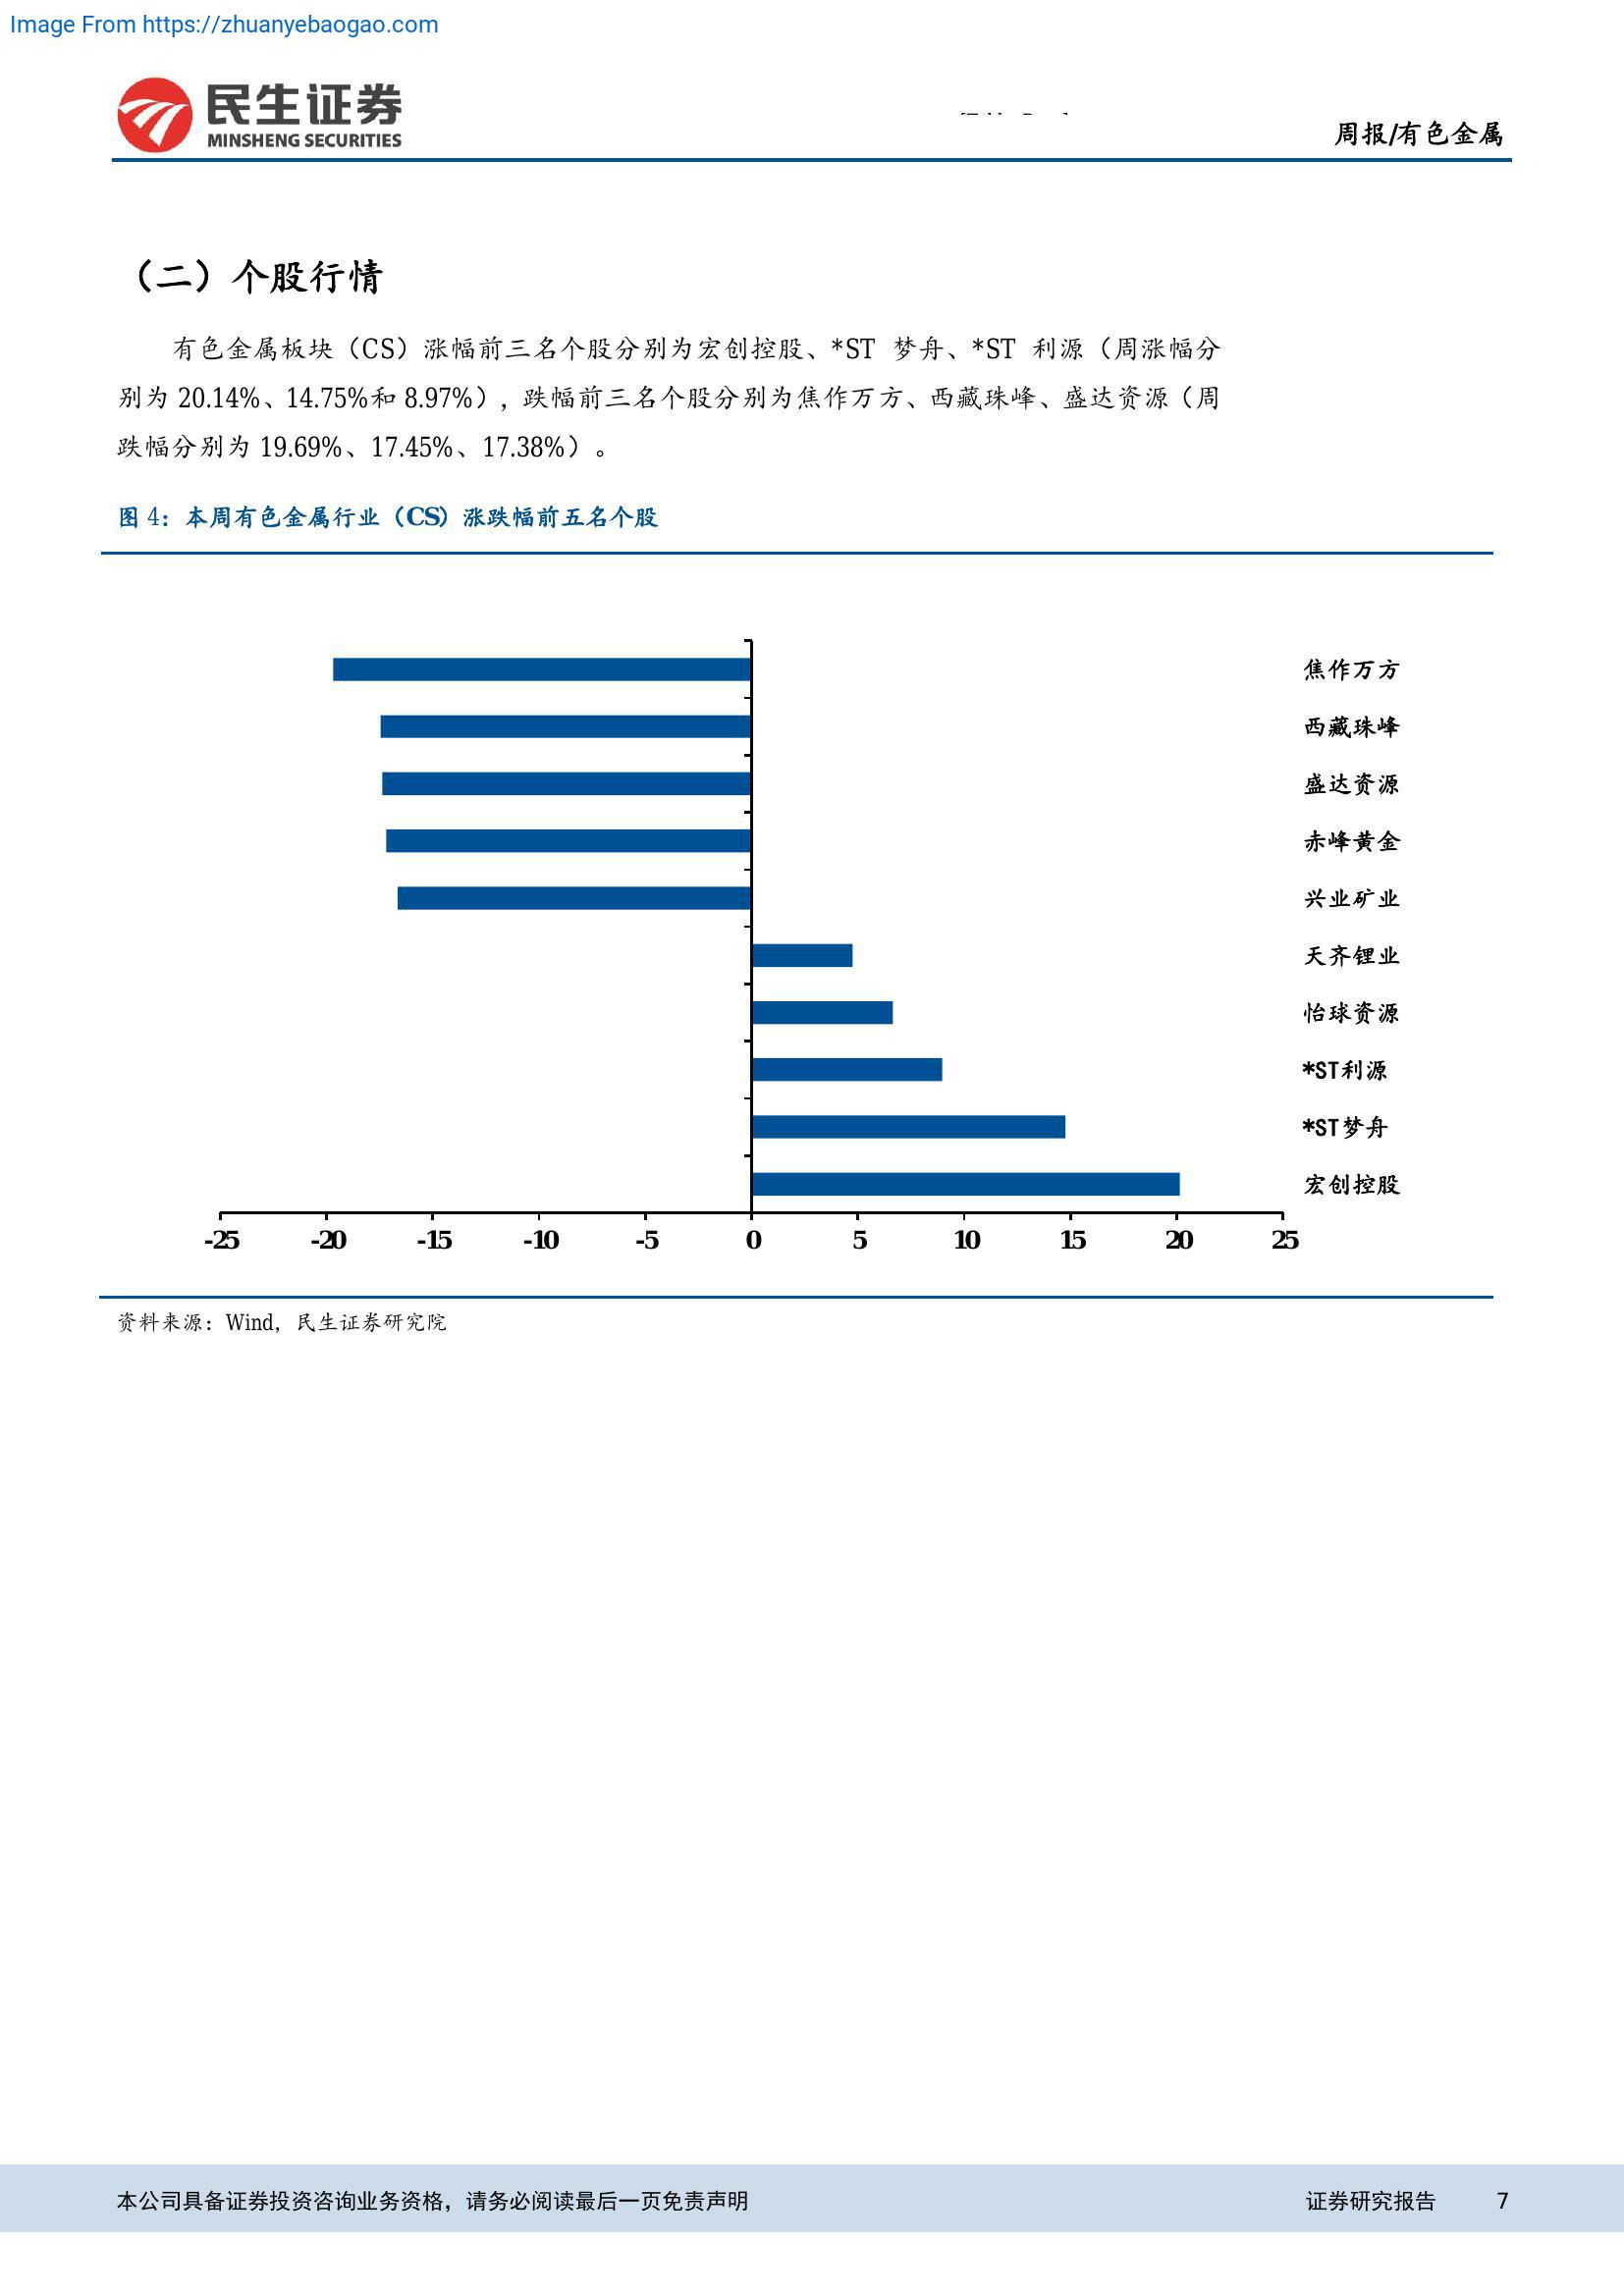 Image From https://zhuanyebaogao.com
民生证券
MINSHENG SECURITIES
周报/有色金属
（二）个股行情
有色金属板块（CS）涨幅前三名个股分别为宏创控股、*ST 梦舟、*ST 利源（周涨幅分
别为 20.14%、14.75%和 8.97%），跌幅前三名个股分别为焦作万方、西藏珠峰、盛达资源（周
跌幅分别为 19.69%、17.45%、17.38%）。
图 4：本周有色金属行业（CS）涨跌幅前五名个股
焦作万方
西藏珠峰
盛达资源
赤峰黄金
兴业矿业
天齐锂业
怡球资源
*ST利源
*ST梦舟
宏创控股
-25 -20 -15 -10 -5 0 5 10 15 20 25
资料来源：Wind，民生证券研究院
本公司具备证券投资咨询业务资格，请务必阅读最后一页免责声明 证券研究报告 7